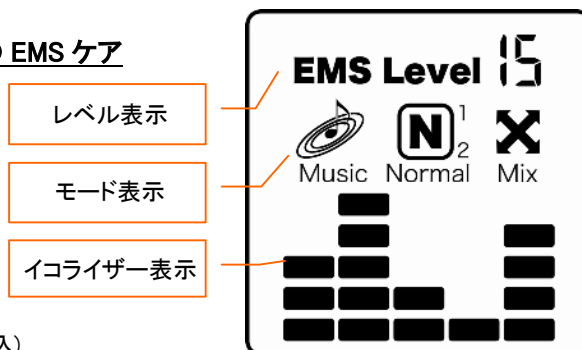 EMS ケア
EMS Level 15
レベル表示
N 1 2
Music Normal Mix
モード表示
イコライザー表示
入)